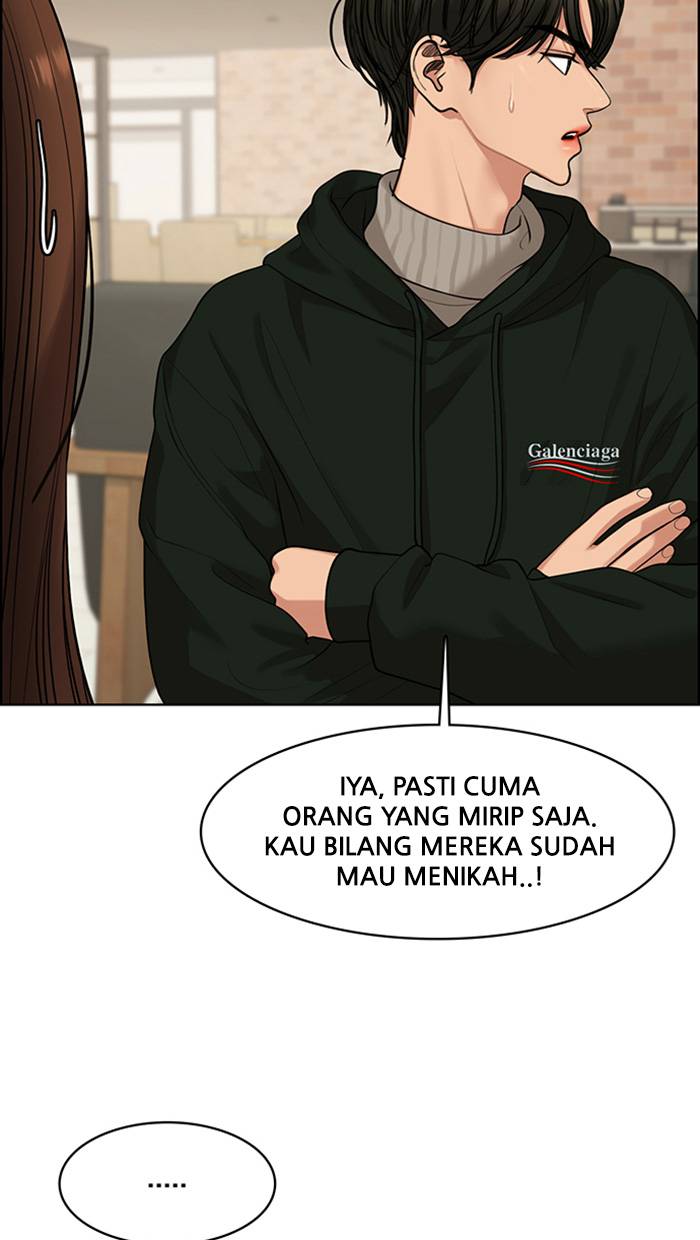 Galenciaga
IYA, PASTI CUMA
ORANG YANG MIRIP SAJA.
KAU BILANG MEREKA SUDAH
MAU MENIKAH..!
.....